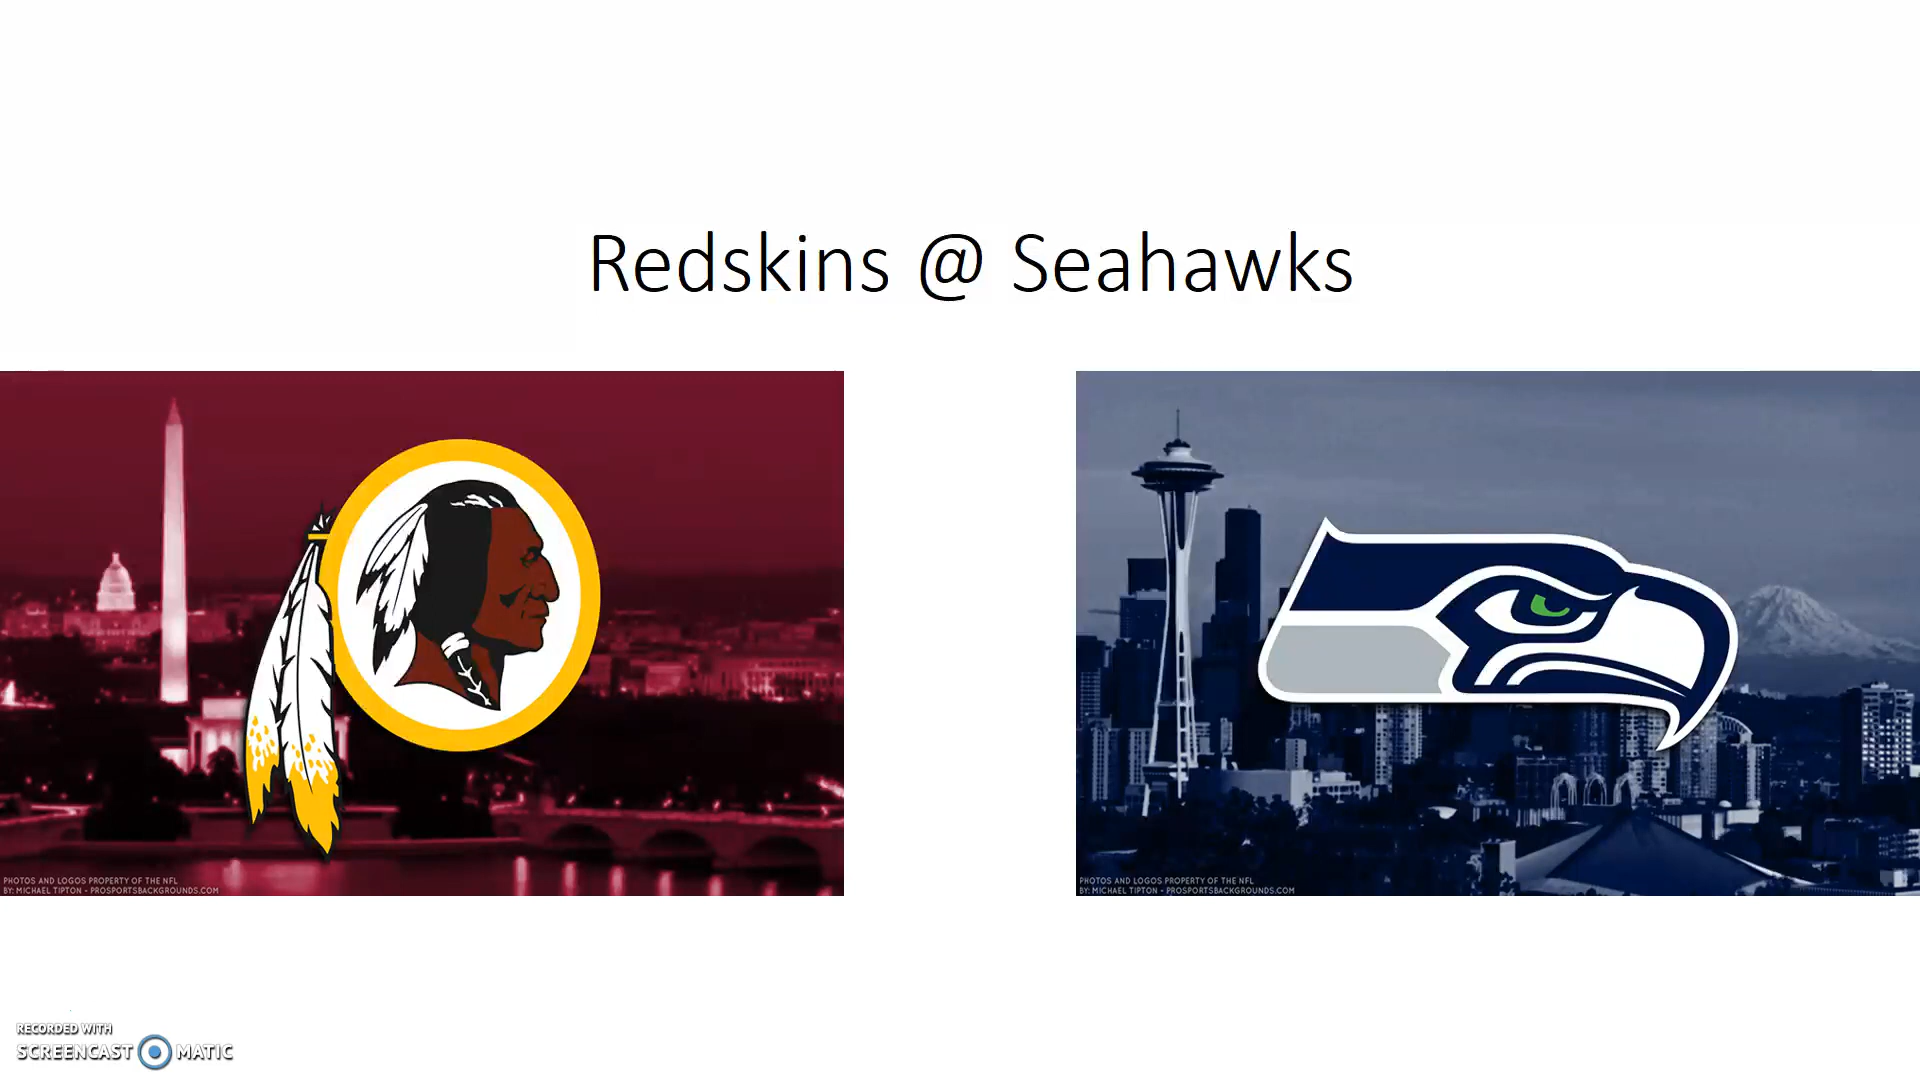 Redskins @ Seahawks
PHOTOS AND LOGOS PROPERTY OF THE NFL
BY: MICHAEL TIPTON - PROSPORTSBACKGROUNDS.COM
PHOTOS AND LOGOS PROPERTY OF THE NFL
BY: MICHAEL TIPTON - PROSPORTSBACKGROUNDS.COM
RECORDED WITH
SCREENCAST MATIC